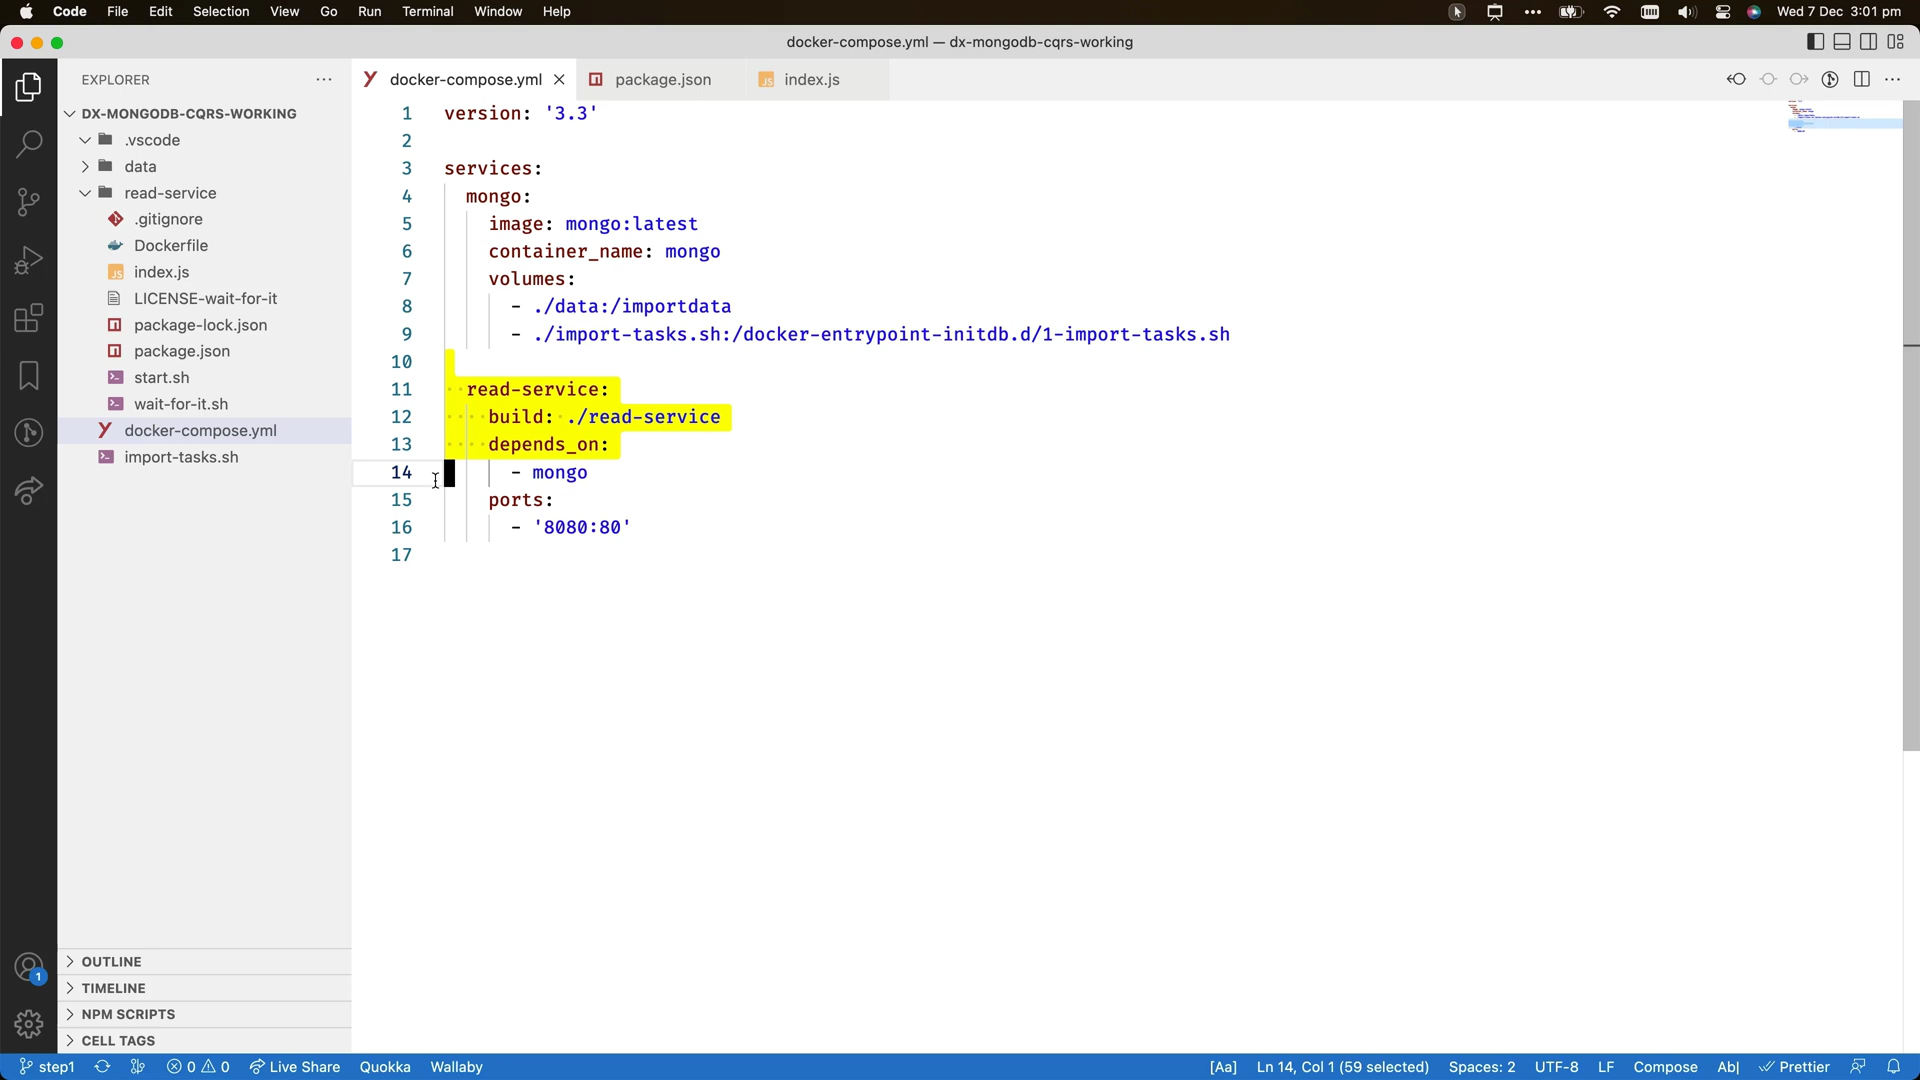 Code File Edit Selection View Go Run Terminal Window Help Wed 7 Dec 3:01 pm
docker-compose.yml — dx-mongodb-cqrs-working
EXPLORER
DX-MONGODB-CQRS-WORKING
.vscode
data
read-service
.gitignore
Dockerfile
JS index.js
LICENSE-wait-for-it
package-lock.json
package.json
start.sh
wait-for-it.sh
Y docker-compose.yml
import-tasks.sh
OUTLINE
TIMELINE
NPM SCRIPTS
CELL TAGS
1
Y docker-compose.yml package.json JS index.js
1 version: '3.3'
2
3 services:
4 mongo:
5 image: mongo:latest
6 container_name: mongo
7 volumes:
8 - ./data:/importdata
9 - ./import-tasks.sh:/docker-entrypoint-initdb.d/1-import-tasks.sh
10
11 read-service:
12 build: ./read-service
13 depends_on:
14 - mongo
15 ports:
16 - '8080:80'
17
step1 0 0 Live Share Quokka Wallaby [Aa] Ln 14, Col 1 (59 selected) Spaces: 2 UTF-8 LF Compose Ab| Prettier